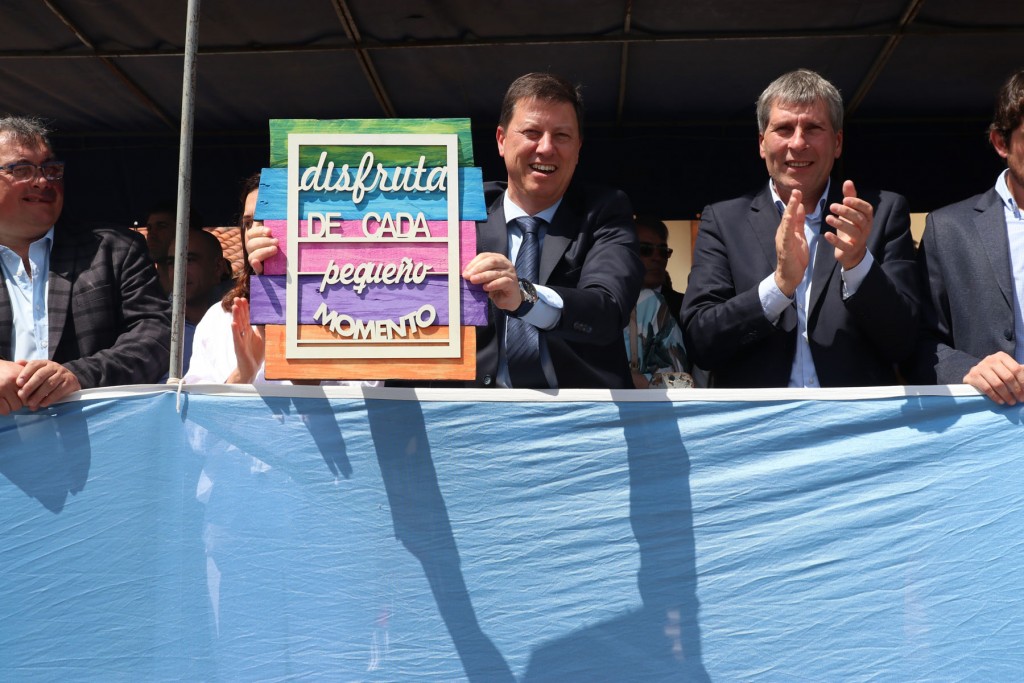 disfruta
DE CADA
pequeño
MOMENTO